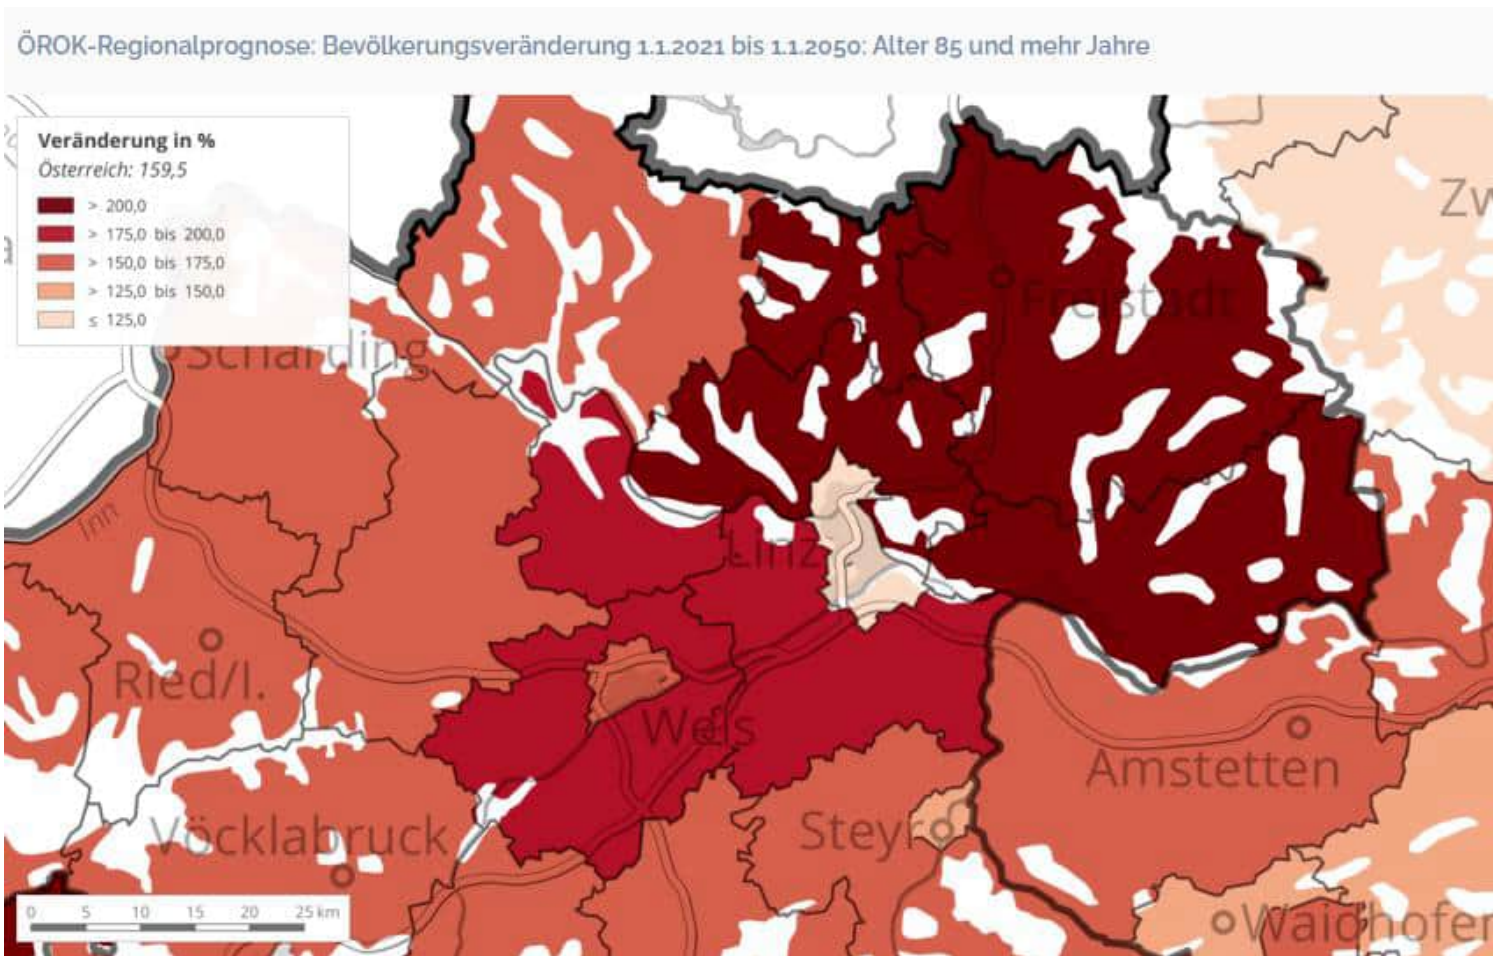 ÖROK-Regionalprognose: Bevölkerungsveränderung 1.1.2021 bis 1.1.2050: Alter 85 und mehr Jahre
Veränderung in %
Österreich: 159,5
> 200,0
> 175,0 bis 200,0
> 150,0 bis 175,0
> 125,0 bis 150,0
≤ 125,0
Zw
Freistadt
Schärding
Inn
Linz
Ried/I.
Wels
Amstetten
Vöcklabruck
Steyr
Waidhofen
0 5 10 15 20 25 km